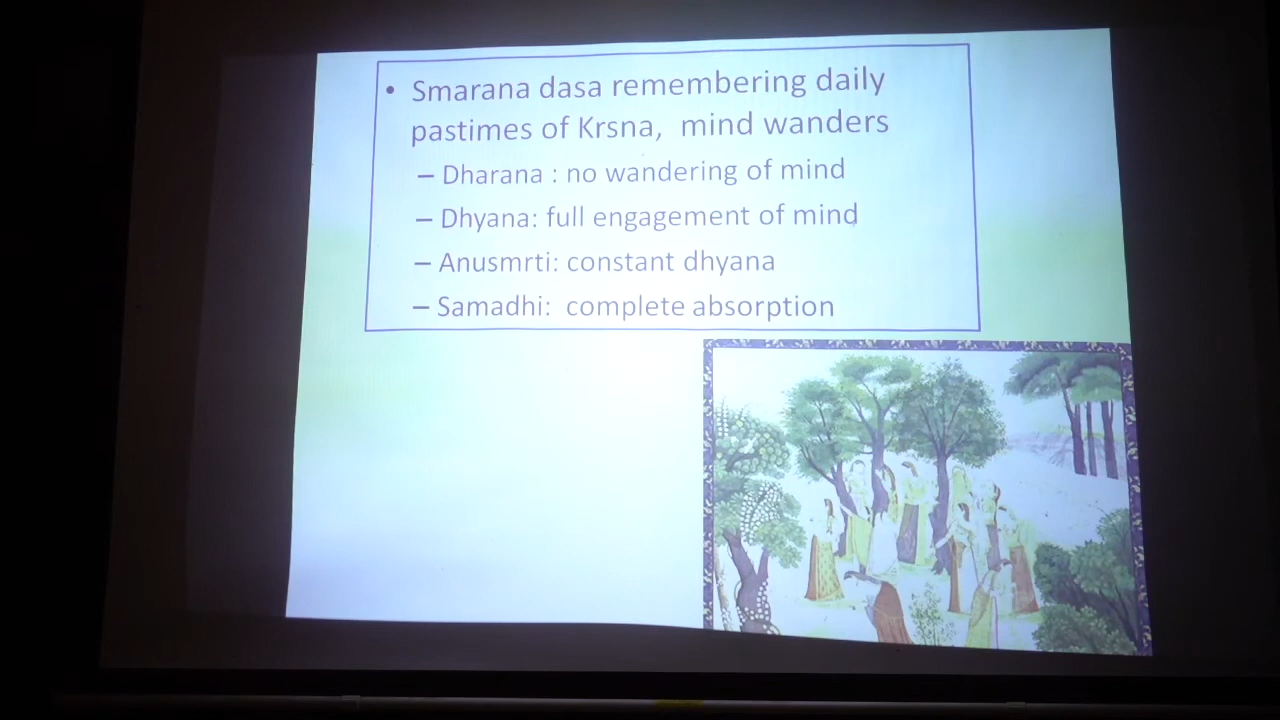 • Smarana dasa remembering daily
pastimes of Krsna,  mind wanders
– Dharana : no wandering of mind
– Dhyana: full engagement of mind
– Anusmrti: constant dhyana
– Samadhi:  complete absorption